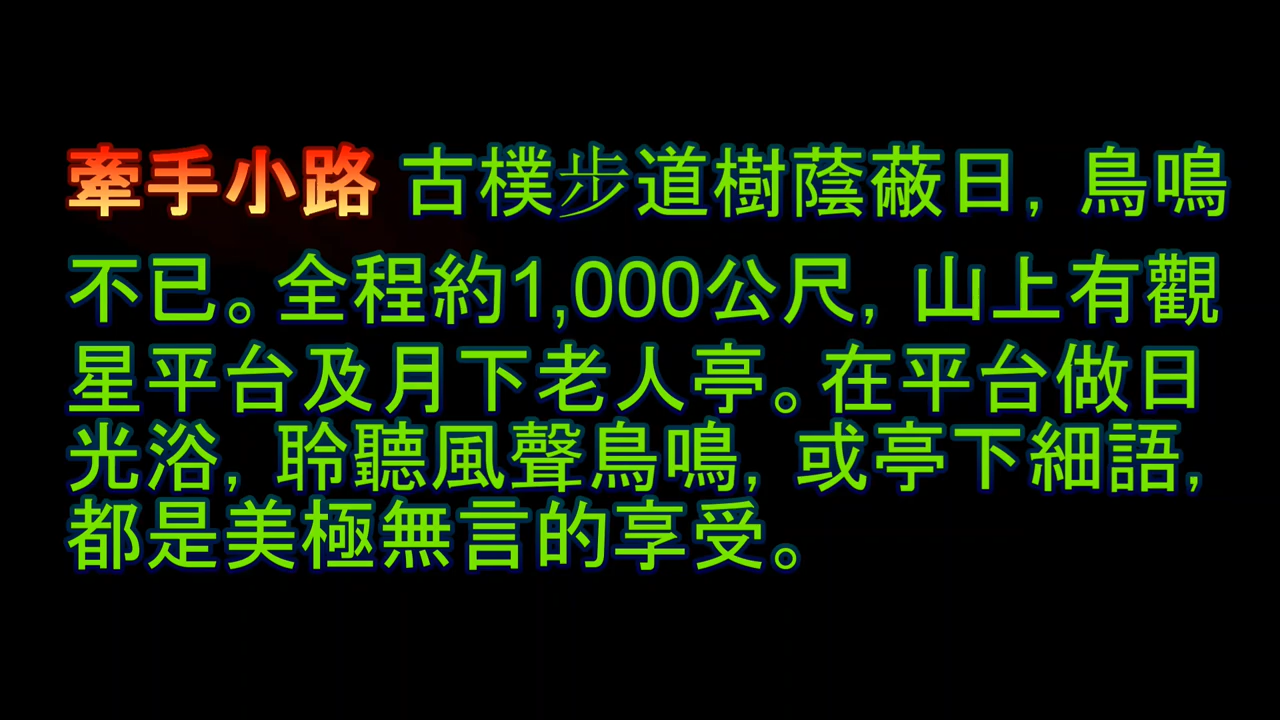 牽手小路 古樸步道樹蔭蔽日, 鳥鳴
不已。全程約1,000公尺, 山上有觀
星平台及月下老人亭。在平台做日
光浴, 聆聽風聲鳥鳴, 或亭下細語,
都是美極無言的享受。